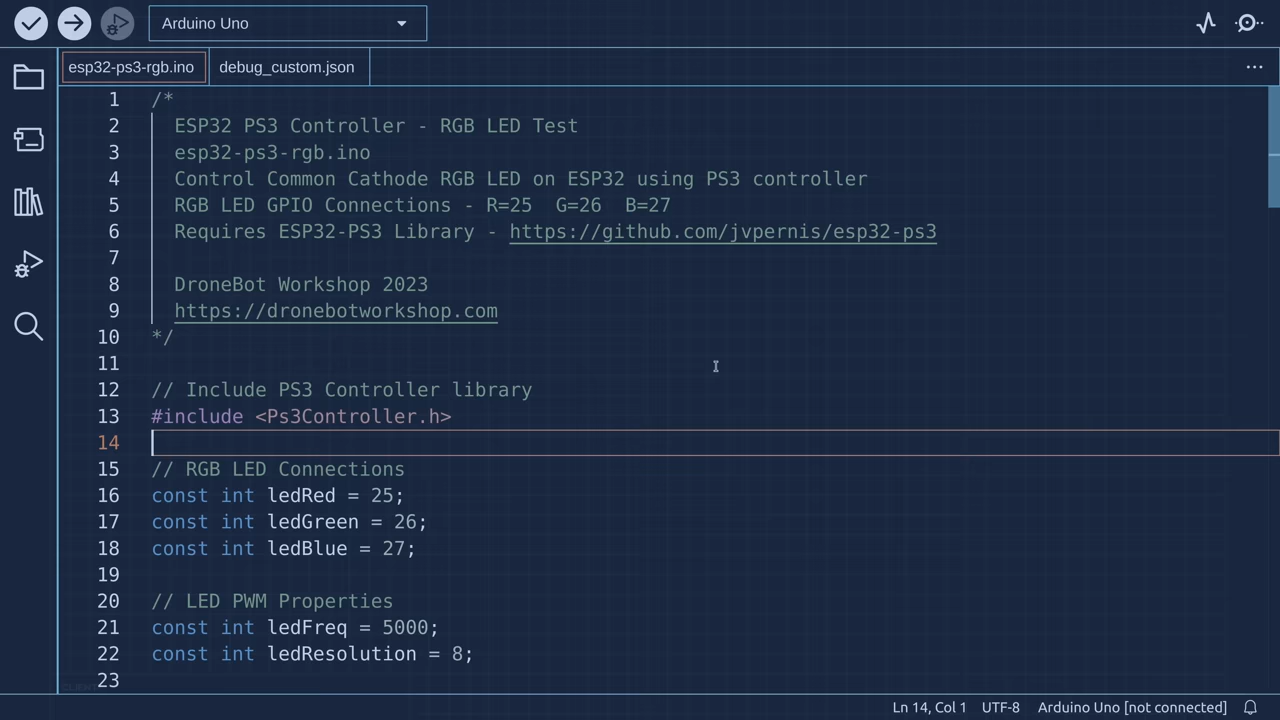 Arduino Uno
esp32-ps3-rgb.ino
debug_custom.json
1 /*
2 ESP32 PS3 Controller - RGB LED Test
3 esp32-ps3-rgb.ino
4 Control Common Cathode RGB LED on ESP32 using PS3 controller
5 RGB LED GPIO Connections - R=25  G=26  B=27
6 Requires ESP32-PS3 Library - https://github.com/jvpernis/esp32-ps3
7
8 DroneBot Workshop 2023
9 https://dronebotworkshop.com
10 */
11
12 // Include PS3 Controller library
13 #include <Ps3Controller.h>
14
15 // RGB LED Connections
16 const int ledRed = 25;
17 const int ledGreen = 26;
18 const int ledBlue = 27;
19
20 // LED PWM Properties
21 const int ledFreq = 5000;
22 const int ledResolution = 8;
23
Ln 14, Col 1 UTF-8 Arduino Uno [not connected]